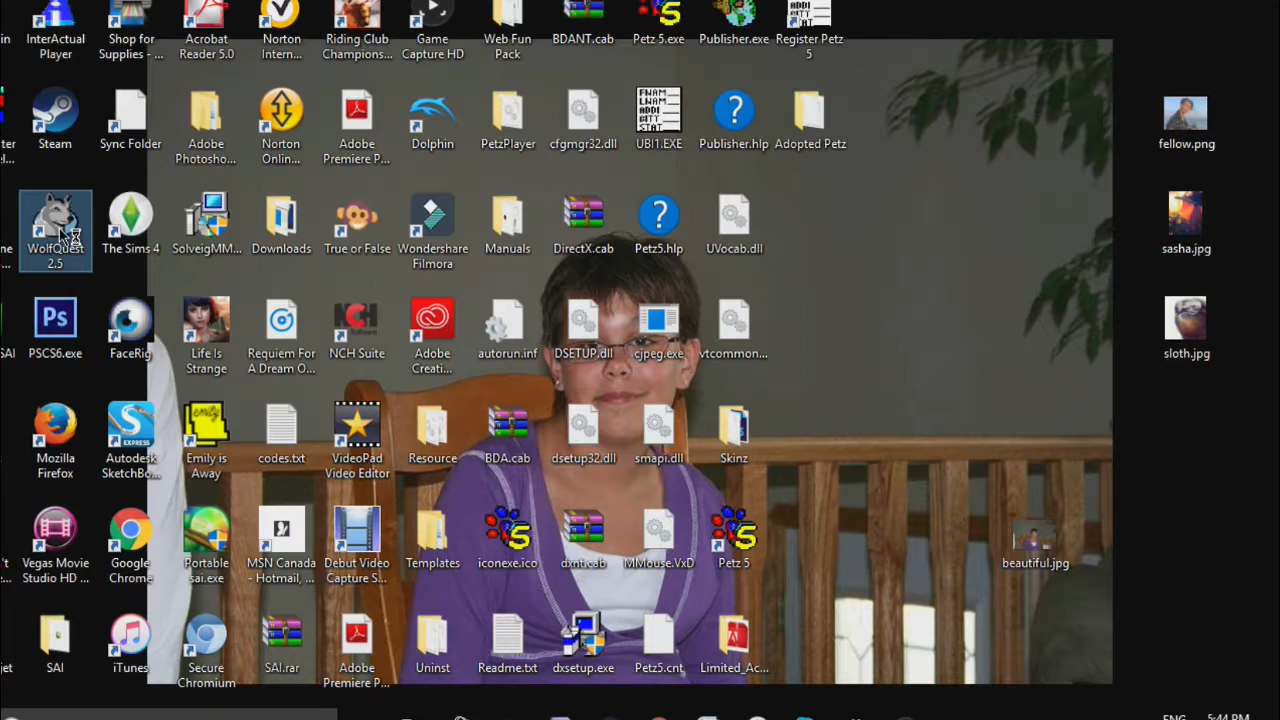 InterActual
Player
Shop for
Supplies - ...
Acrobat
Reader 5.0
Norton
Intern...
Riding Club
Champions...
Game
Capture HD
Web Fun
Pack
BDANT.cab
Petz 5.exe
Publisher.exe
Register Petz
5
Steam
Sync Folder
Adobe
Photosho...
Norton
Onlin...
Adobe
Premiere P...
Dolphin
PetzPlayer
cfgmgr32.dll
UBI1.EXE
Publisher.hlp
Adopted Petz
fellow.png
WolfQuest
2.5
The Sims 4
SolveigMM...
Downloads
True or False
Wondershare
Filmora
Manuals
DirectX.cab
Petz5.hlp
UVocab.dll
sasha.jpg
Ps
PSCS6.exe
FaceRig
Life Is
Strange
Requiem For
A Dream O...
NCH
NCH Suite
Adobe
Creati...
autorun.inf
DSETUP.dll
cjpeg.exe
vtcommon...
sloth.jpg
SAI
Mozilla
Firefox
EXPRESS
Autodesk
SketchBo...
emily
Emily is
Away
codes.txt
VideoPad
Video Editor
Resource
BDA.cab
dsetup32.dll
smapi.dll
Skinz
Vegas Movie
Studio HD ...
Google
Chrome
Portable
sai.exe
MSN Canada
- Hotmail, ...
Debut Video
Capture S...
Templates
iconexe.ico
dxnt.cab
MMouse.VxD
Petz 5
beautiful.jpg
SAI
iTunes
Secure
Chromium
SAI.rar
Adobe
Premiere P...
Uninst
Readme.txt
dxsetup.exe
Petz5.cnt
Limited_Ac...
ENG
5:44 PM